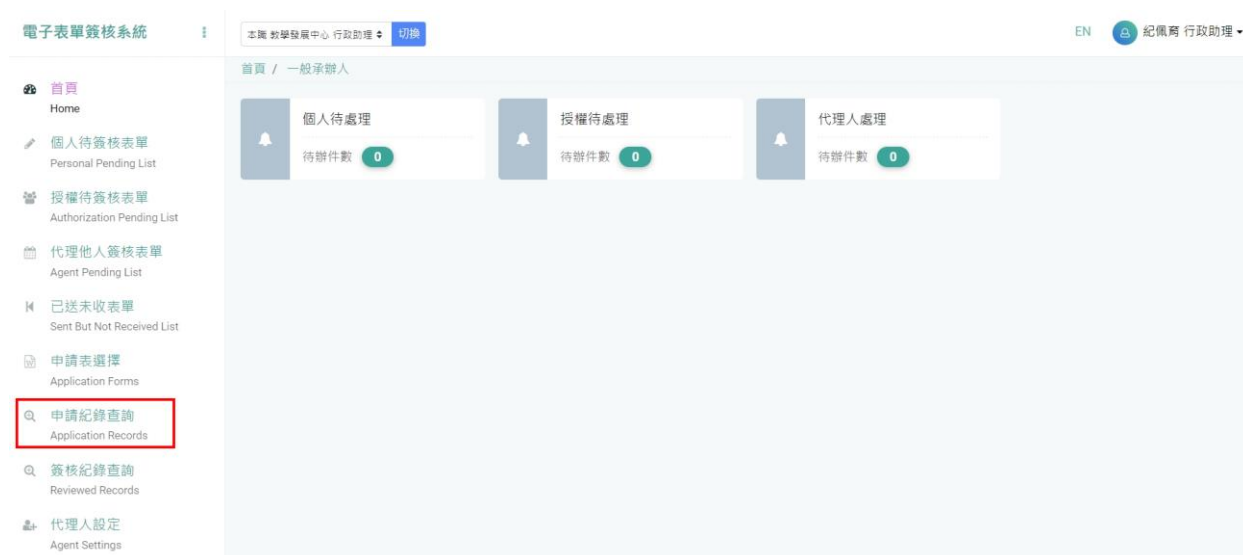 電子表單簽核系統
本職 教學發展中心 行政助理 切換
EN 紀佩育 行政助理
首頁 / 一般承辦人
首頁
Home
個人待簽核表單
Personal Pending List
授權待簽核表單
Authorization Pending List
代理他人簽核表單
Agent Pending List
已送未收表單
Sent But Not Received List
申請表選擇
Application Forms
申請紀錄查詢
Application Records
簽核紀錄查詢
Reviewed Records
代理人設定
Agent Settings
個人待處理
待辦件數 0
授權待處理
待辦件數 0
代理人處理
待辦件數 0